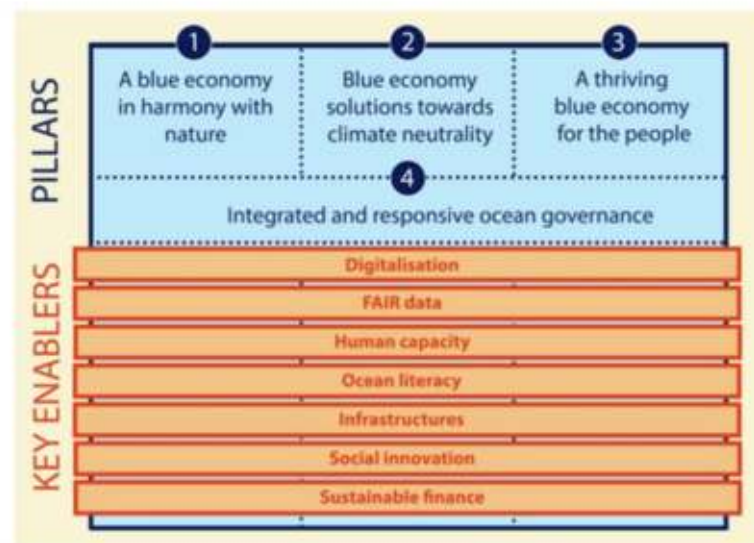 PILLARS
1
A blue economy
in harmony with
nature
2
Blue economy
solutions towards
climate neutrality
3
A thriving
blue economy
for the people
4
Integrated and responsive ocean governance
KEY ENABLERS
Digitalisation
FAIR data
Human capacity
Ocean literacy
Infrastructures
Social innovation
Sustainable finance